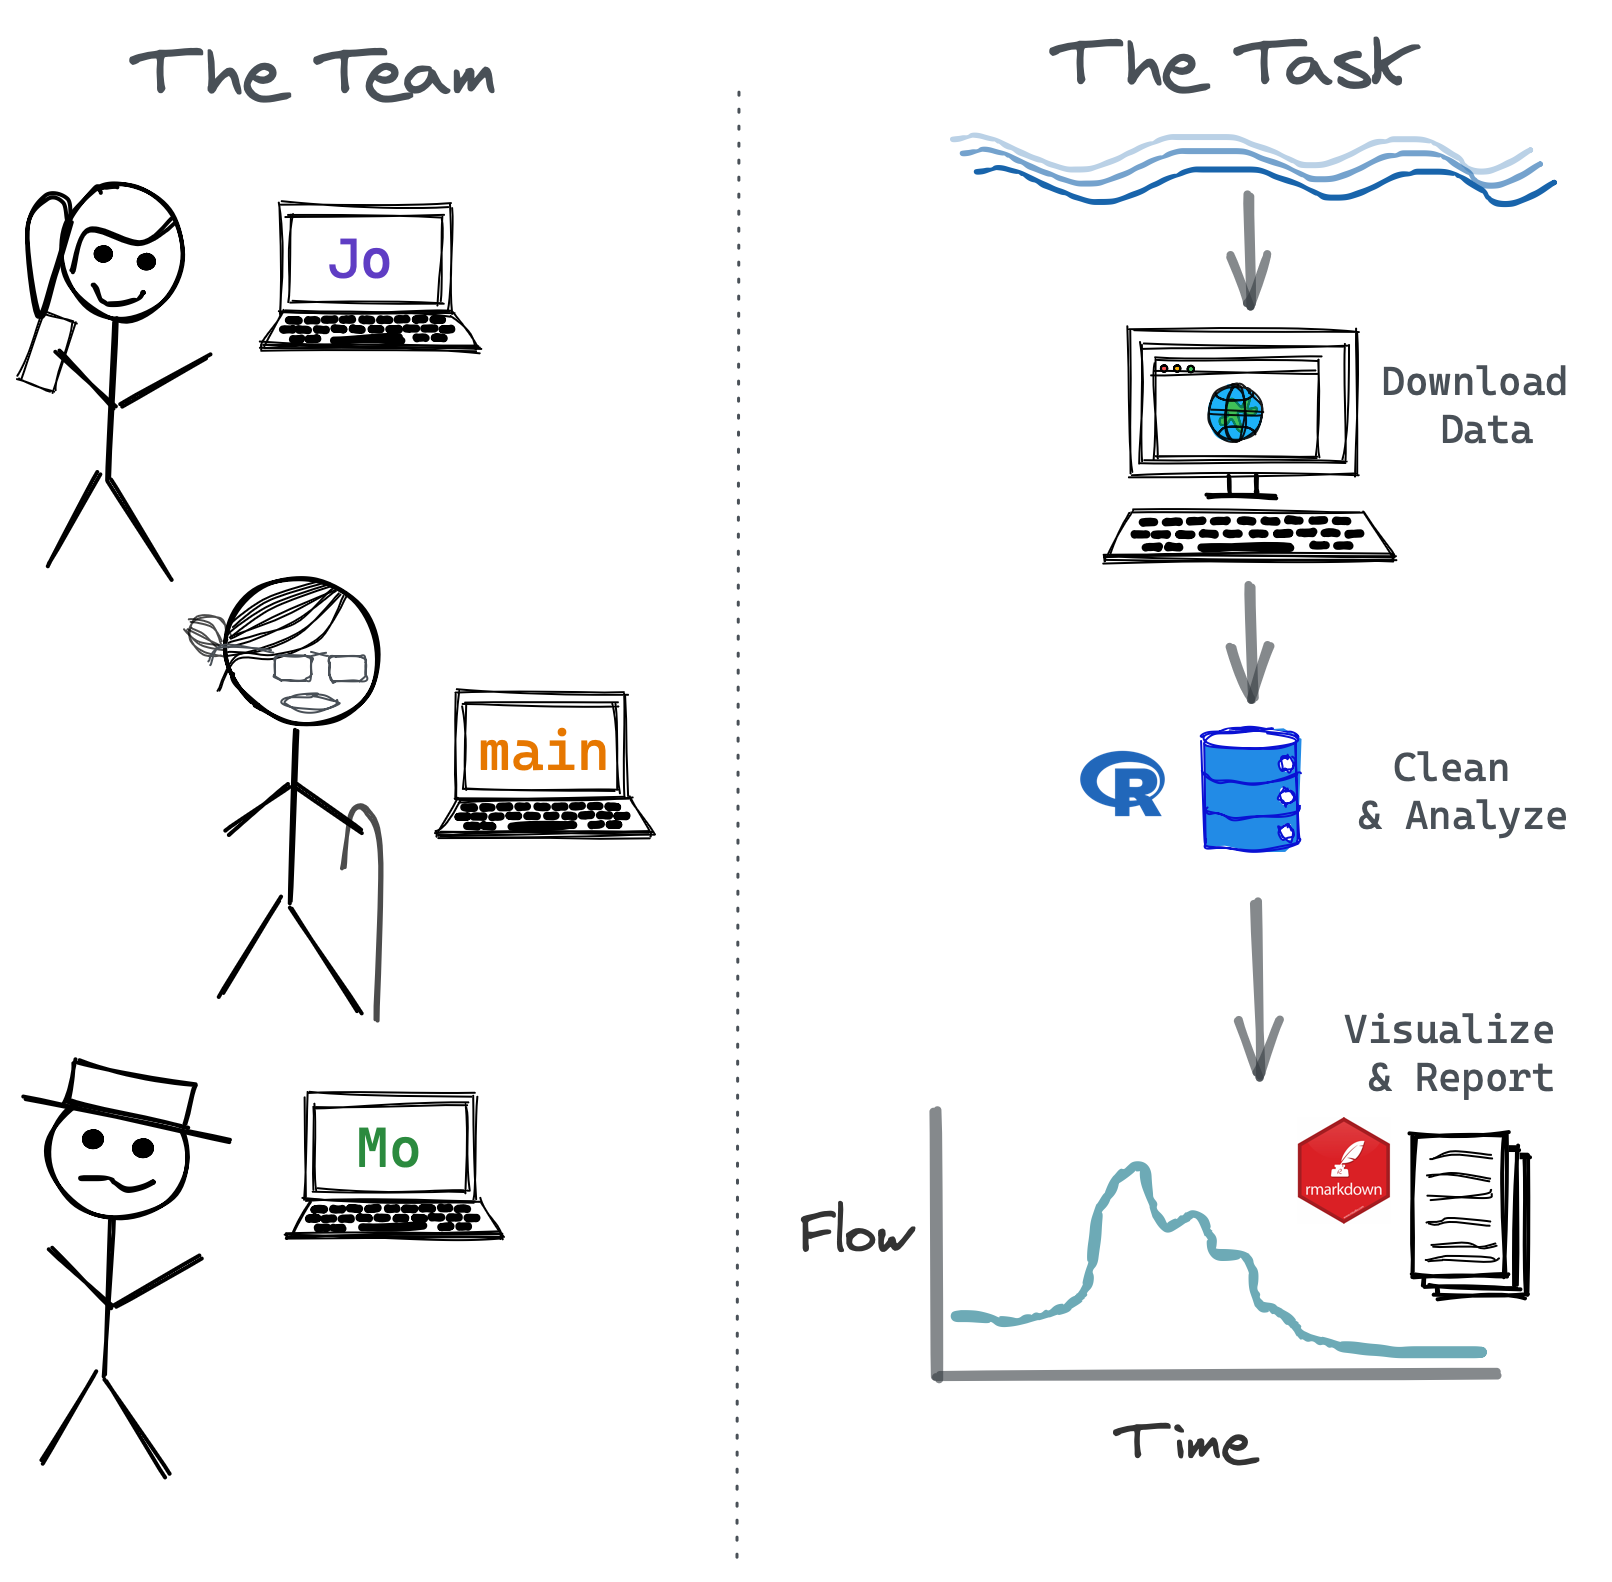 The Team
Jo
main
Mo
The Task
Download
Data
R
Clean
& Analyze
Visualize
& Report
rmarkdown
Flow
Time